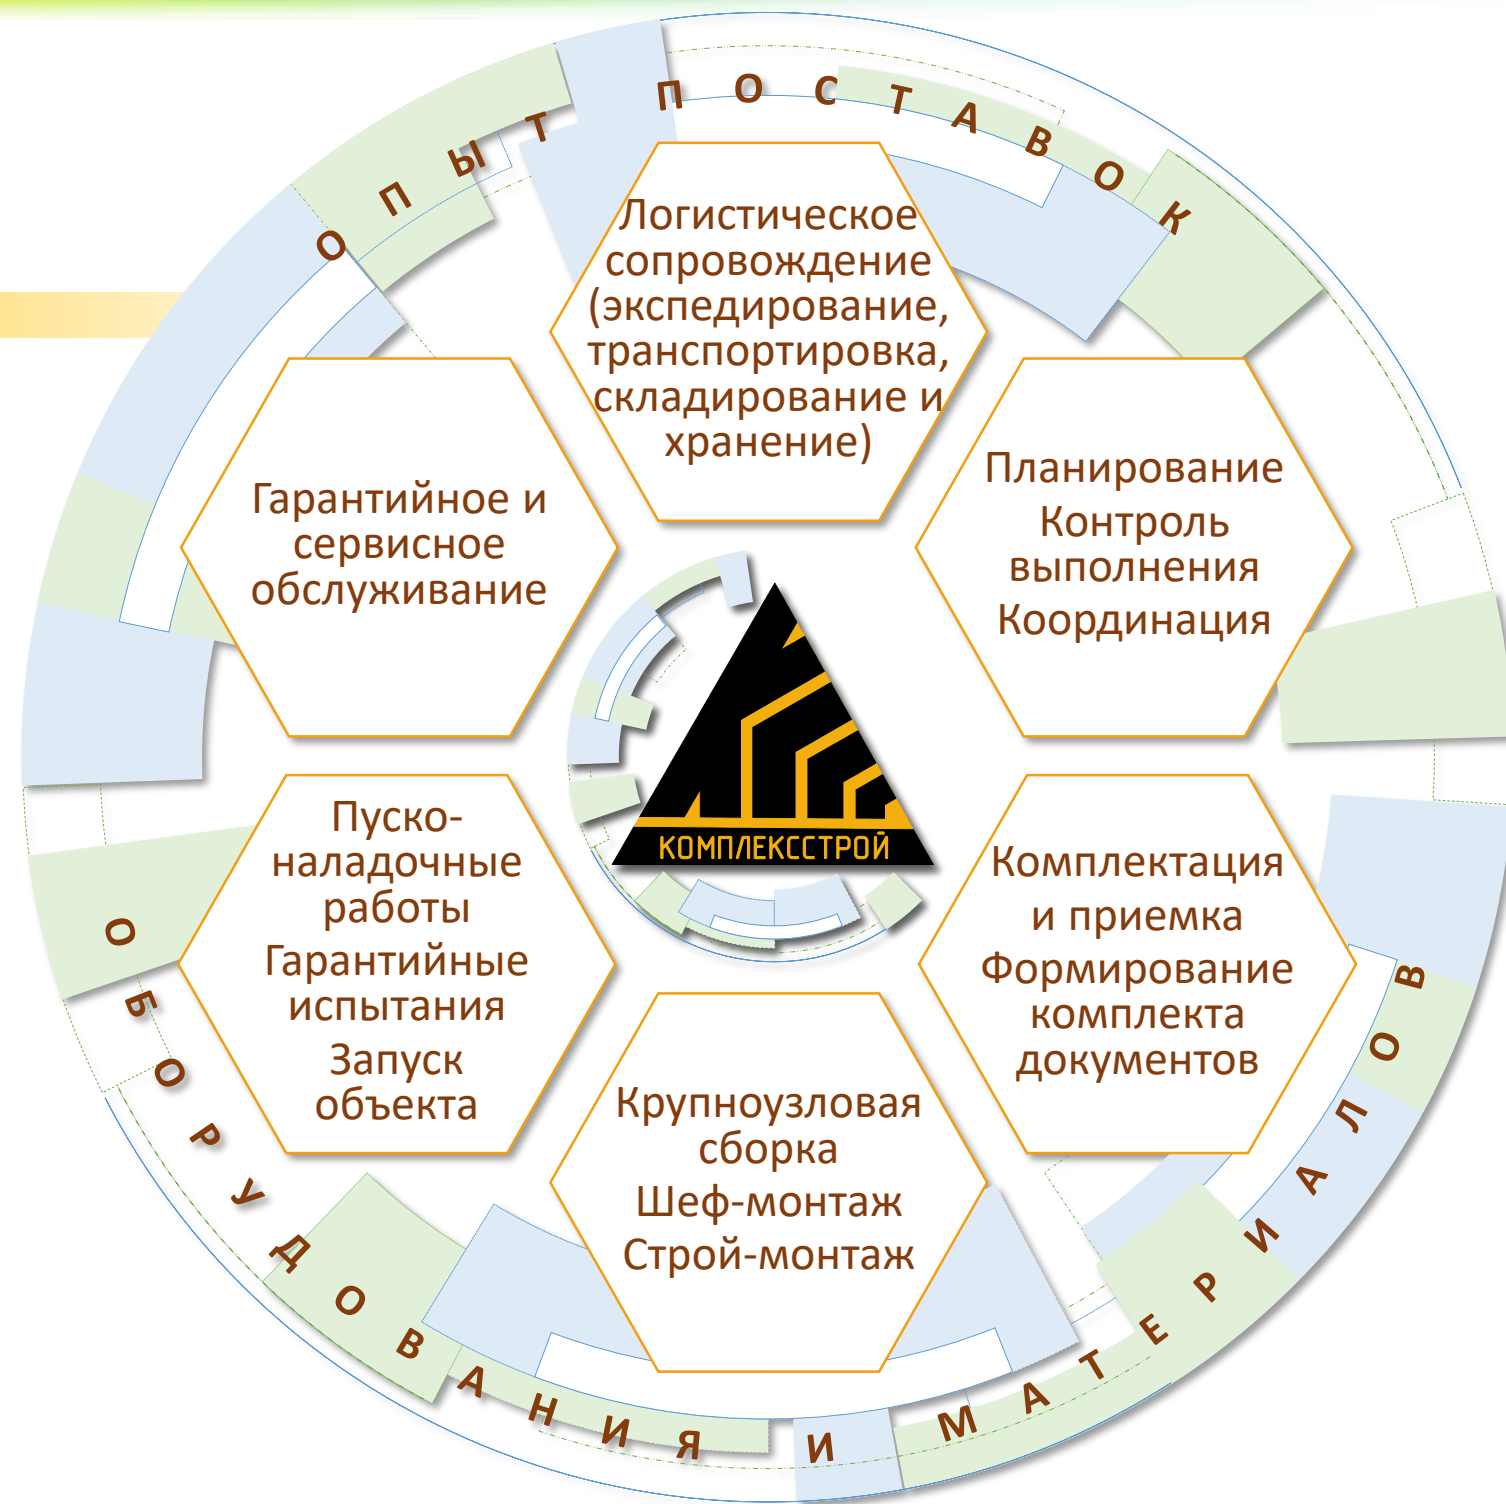 ОПЫТ ПОСТАВОК
Логистическое
сопровождение
(экспедирование,
транспортировка,
складирование и
хранение)
Планирование
Контроль
выполнения
Координация
Гарантийное и
сервисное
обслуживание
КОМПЛЕКССТРОЙ
Пуско-
наладочные
работы
Гарантийные
испытания
Запуск
объекта
Комплектация
и приемка
Формирование
комплекта
документов
Крупноузловая
сборка
Шеф-монтаж
Строй-монтаж
ОБОРУДОВАНИЯ И МАТЕРИАЛОВ